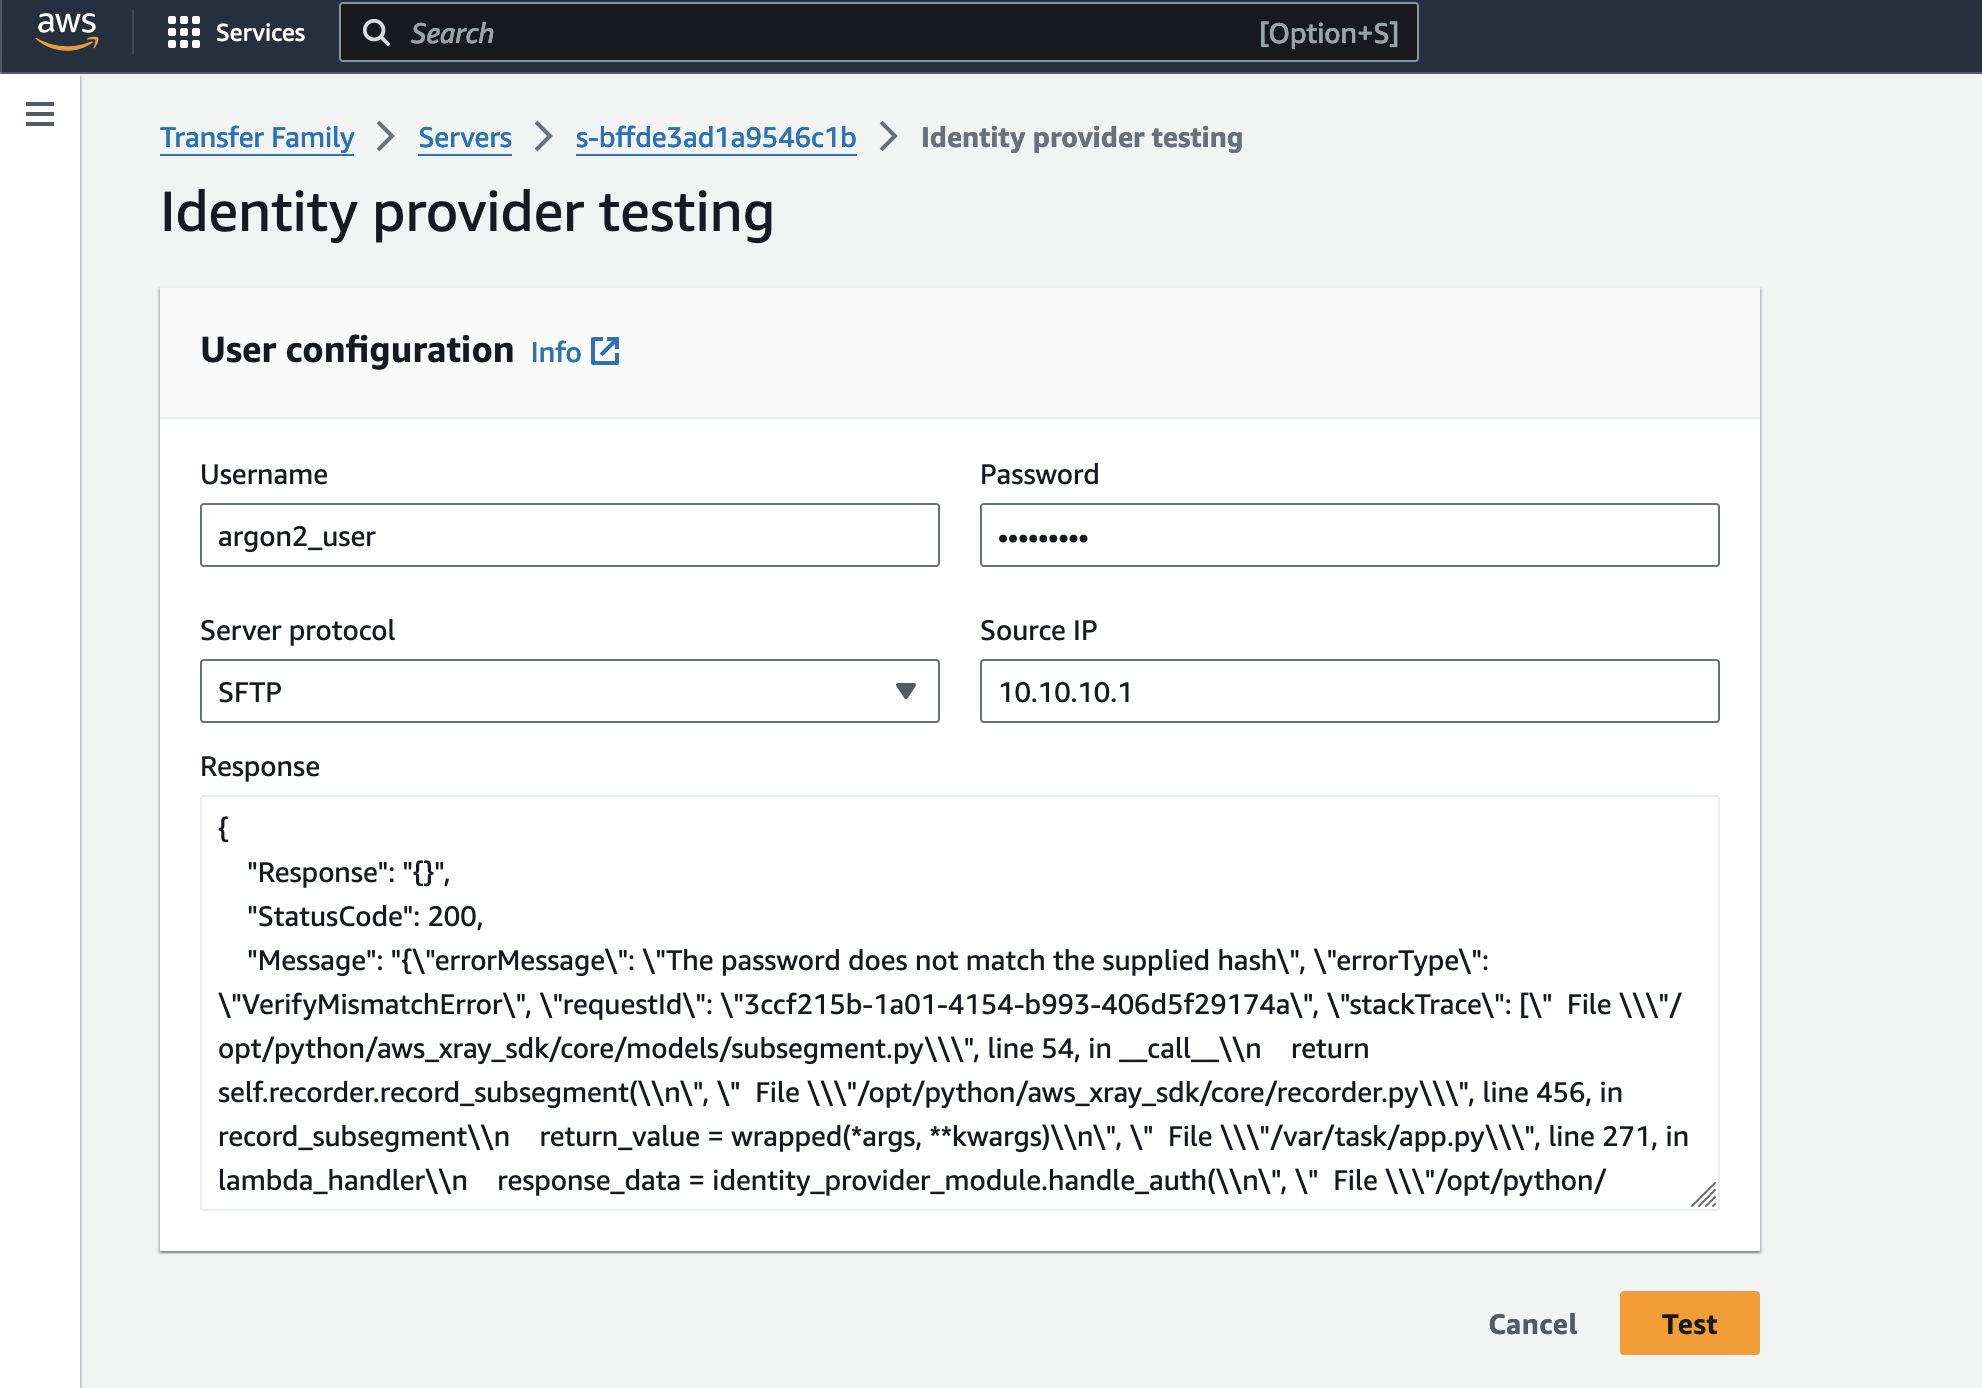 aws Services Search [Option+S]
Transfer Family > Servers > s-bffde3ad1a9546c1b > Identity provider testing
Identity provider testing
User configuration Info
Username Password
argon2_user •••••••••
Server protocol Source IP
SFTP 10.10.10.1
Response
{
    "Response": "{}",
    "StatusCode": 200,
    "Message": "{\"errorMessage\": \"The password does not match the supplied hash\", \"errorType\":
\"VerifyMismatchError\", \"requestId\": \"3ccf215b-1a01-4154-b993-406d5f29174a\", \"stackTrace\": [\"  File \\\"/
opt/python/aws_xray_sdk/core/models/subsegment.py\\\", line 54, in __call__\\n    return
self.recorder.record_subsegment(\\n\", \"  File \\\"/opt/python/aws_xray_sdk/core/recorder.py\\\", line 456, in
record_subsegment\\n    return_value = wrapped(*args, **kwargs)\\n\", \"  File \\\"/var/task/app.py\\\", line 271, in
lambda_handler\\n    response_data = identity_provider_module.handle_auth(\\n\", \"  File \\\"/opt/python/
Cancel Test